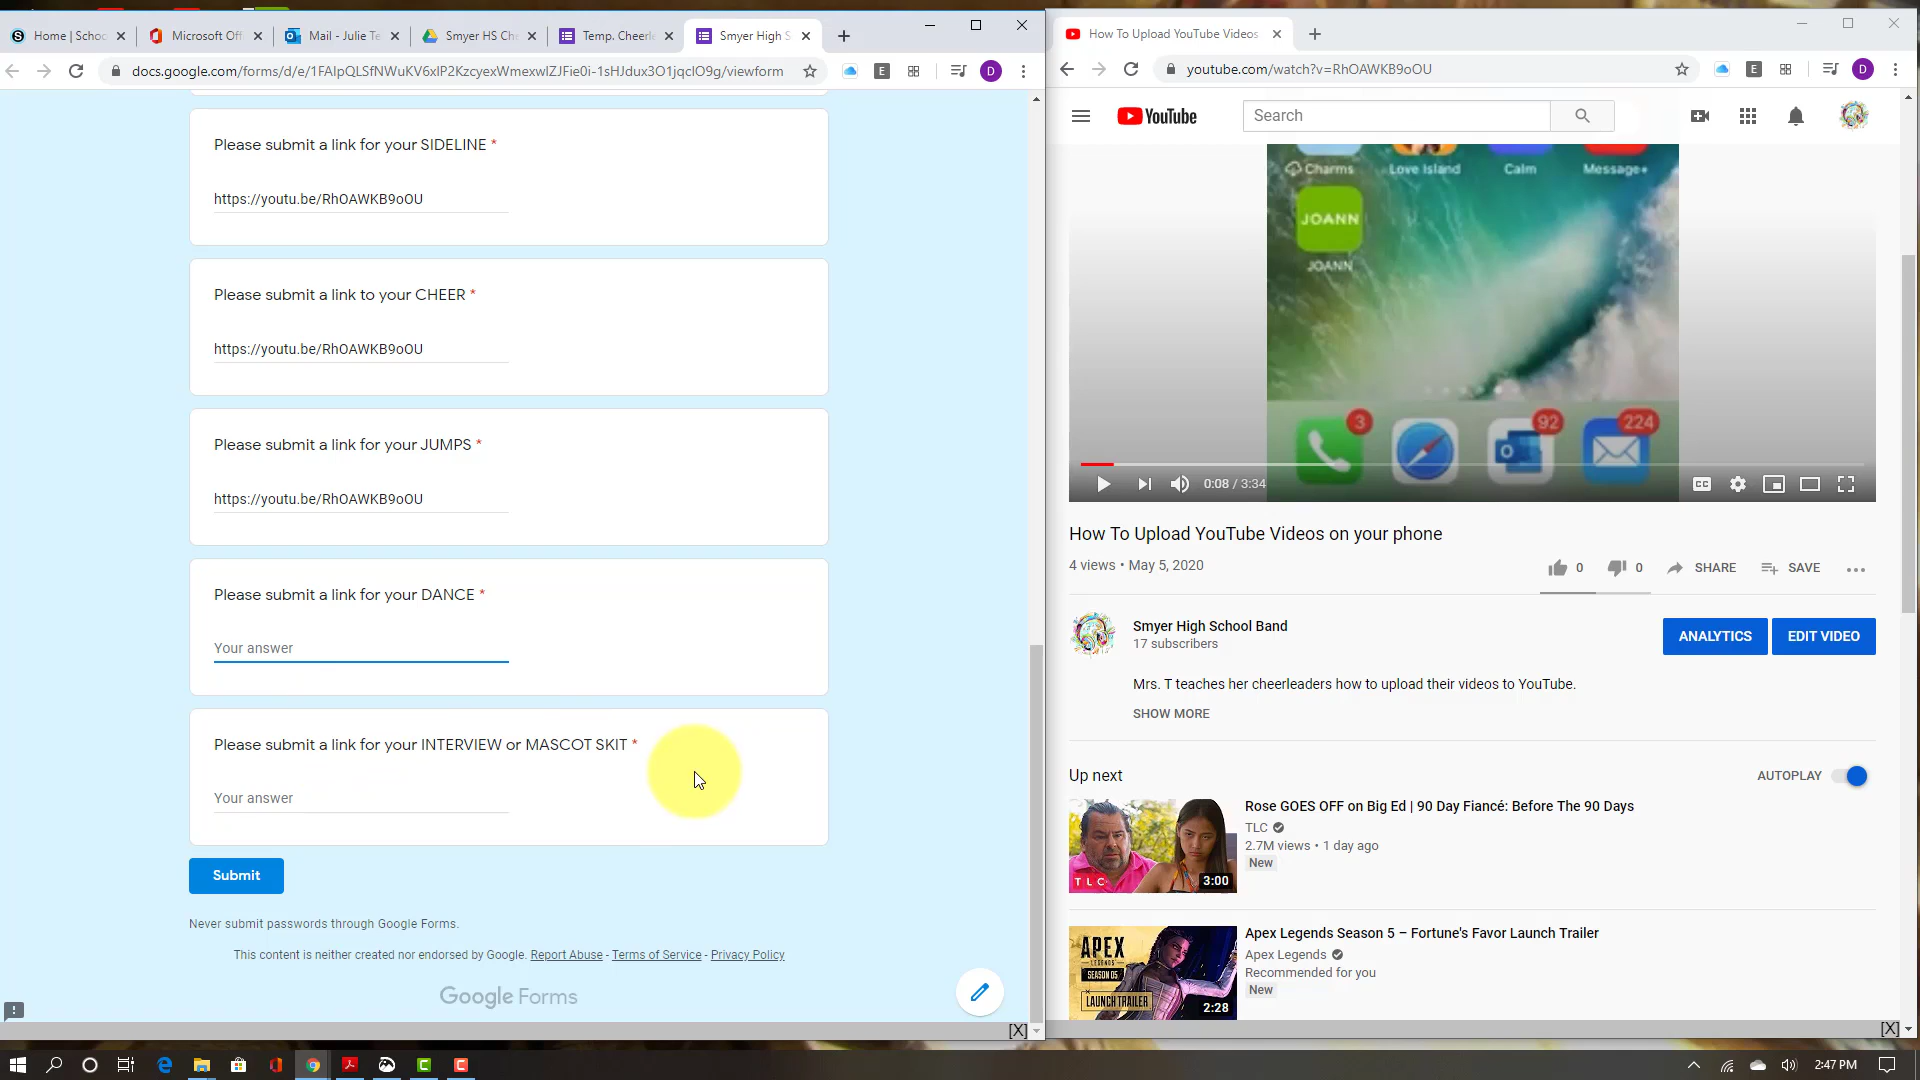 Home | Schoo
Microsoft Offi
Mail - Julie Te
Smyer HS Che
Temp. Cheerle
Smyer High S
docs.google.com/forms/d/e/1FAIpQLSfNWuKV6xIP2KzcyexWmexwIZJFie0i-1sHJdux3O1jqclO9g/viewform
E
D
Please submit a link for your SIDELINE *
https://youtu.be/RhOAWKB9oOU
Please submit a link to your CHEER *
https://youtu.be/RhOAWKB9oOU
Please submit a link for your JUMPS *
https://youtu.be/RhOAWKB9oOU
Please submit a link for your DANCE *
Your answer
Please submit a link for your INTERVIEW or MASCOT SKIT *
Your answer
Submit
Never submit passwords through Google Forms.
This content is neither created nor endorsed by Google. Report Abuse - Terms of Service - Privacy Policy
Google Forms
[X]
How To Upload YouTube Videos
youtube.com/watch?v=RhOAWKB9oOU
E
D
YouTube
Search
Charms
Love Island
Calm
Message+
JOANN
JOANN
3
92
224
0:08 / 3:34
CC
How To Upload YouTube Videos on your phone
4 views • May 5, 2020
0
0
SHARE
SAVE
Smyer High School Band
17 subscribers
ANALYTICS
EDIT VIDEO
Mrs. T teaches her cheerleaders how to upload their videos to YouTube.
SHOW MORE
Up next
AUTOPLAY
TLC
3:00
Rose GOES OFF on Big Ed | 90 Day Fiancé: Before The 90 Days
TLC
2.7M views • 1 day ago
New
APEX
LEGENDS
SEASON 05
LAUNCH TRAILER
2:28
Apex Legends Season 5 – Fortune's Favor Launch Trailer
Apex Legends
Recommended for you
New
[X]
2:47 PM